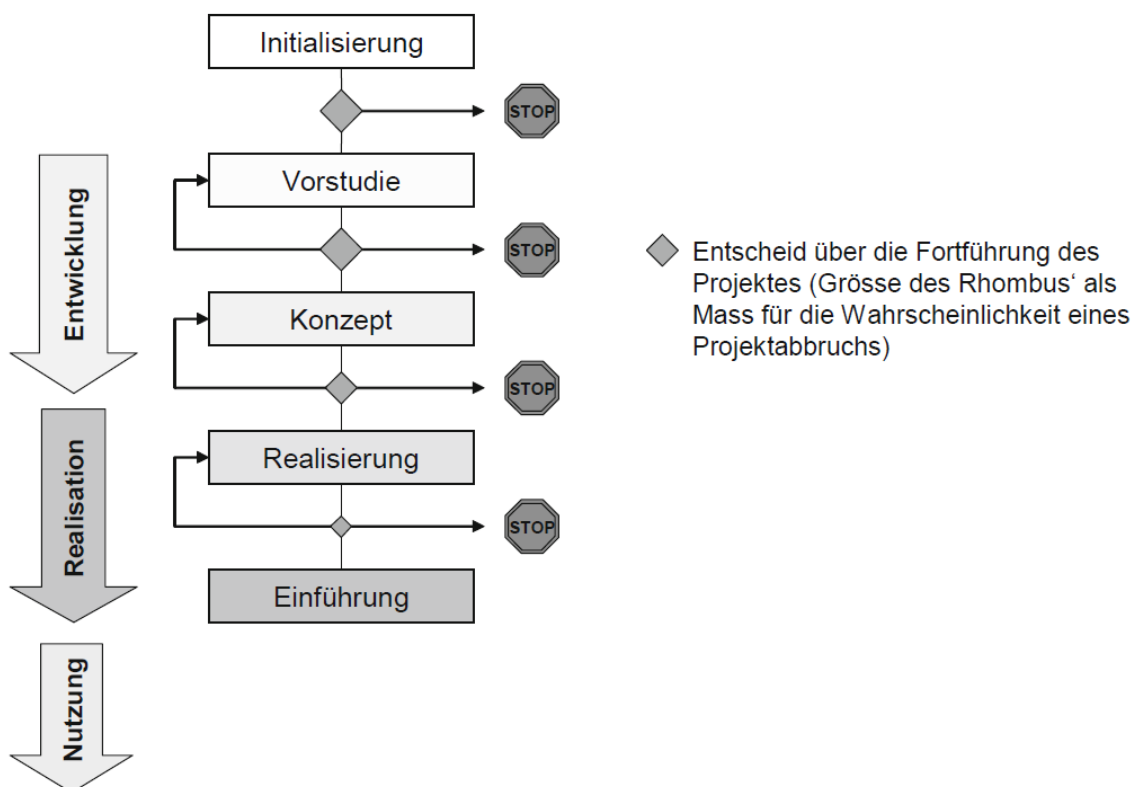 Initialisierung
STOP
Entwicklung
Vorstudie
STOP
Entscheid über die Fortführung des
Projektes (Grösse des Rhombus‘ als
Mass für die Wahrscheinlichkeit eines
Projektabbruchs)
Konzept
STOP
Realisation
Realisierung
STOP
Einführung
Nutzung